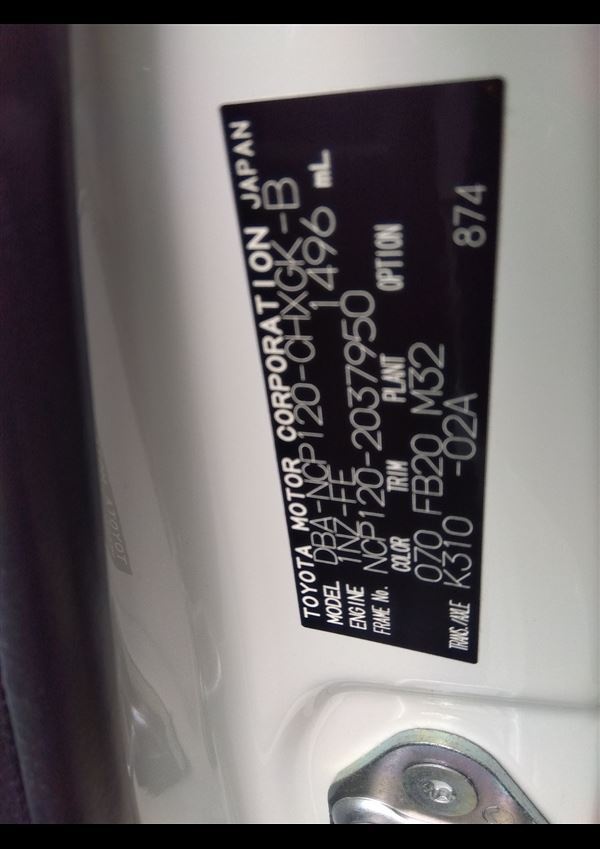 TOYOTA MOTOR CORPORATION JAPAN
MODEL DBA-NCP120-CHXGK-B
ENGINE 1NZ-FE 1496 mL
FRAME No. NCP120-2037950
COLOR TRIM PLANT OPTION
070 FB20 M32
TRANS./AXLE K310 -02A 874